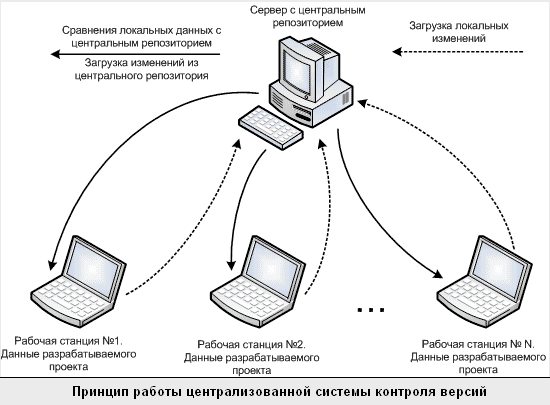 Сервер с центральным
репозиторием
Сравнения локальных данных с
центральным репозиторием
Загрузка изменений из
центрального репозитория
Загрузка локальных
изменений
Рабочая станция №1.
Данные разрабатываемого
проекта
Рабочая станция №2.
Данные разрабатываемого
проекта
...
Рабочая станция № N.
Данные разрабатываемого
проекта
Принцип работы централизованной системы контроля версий